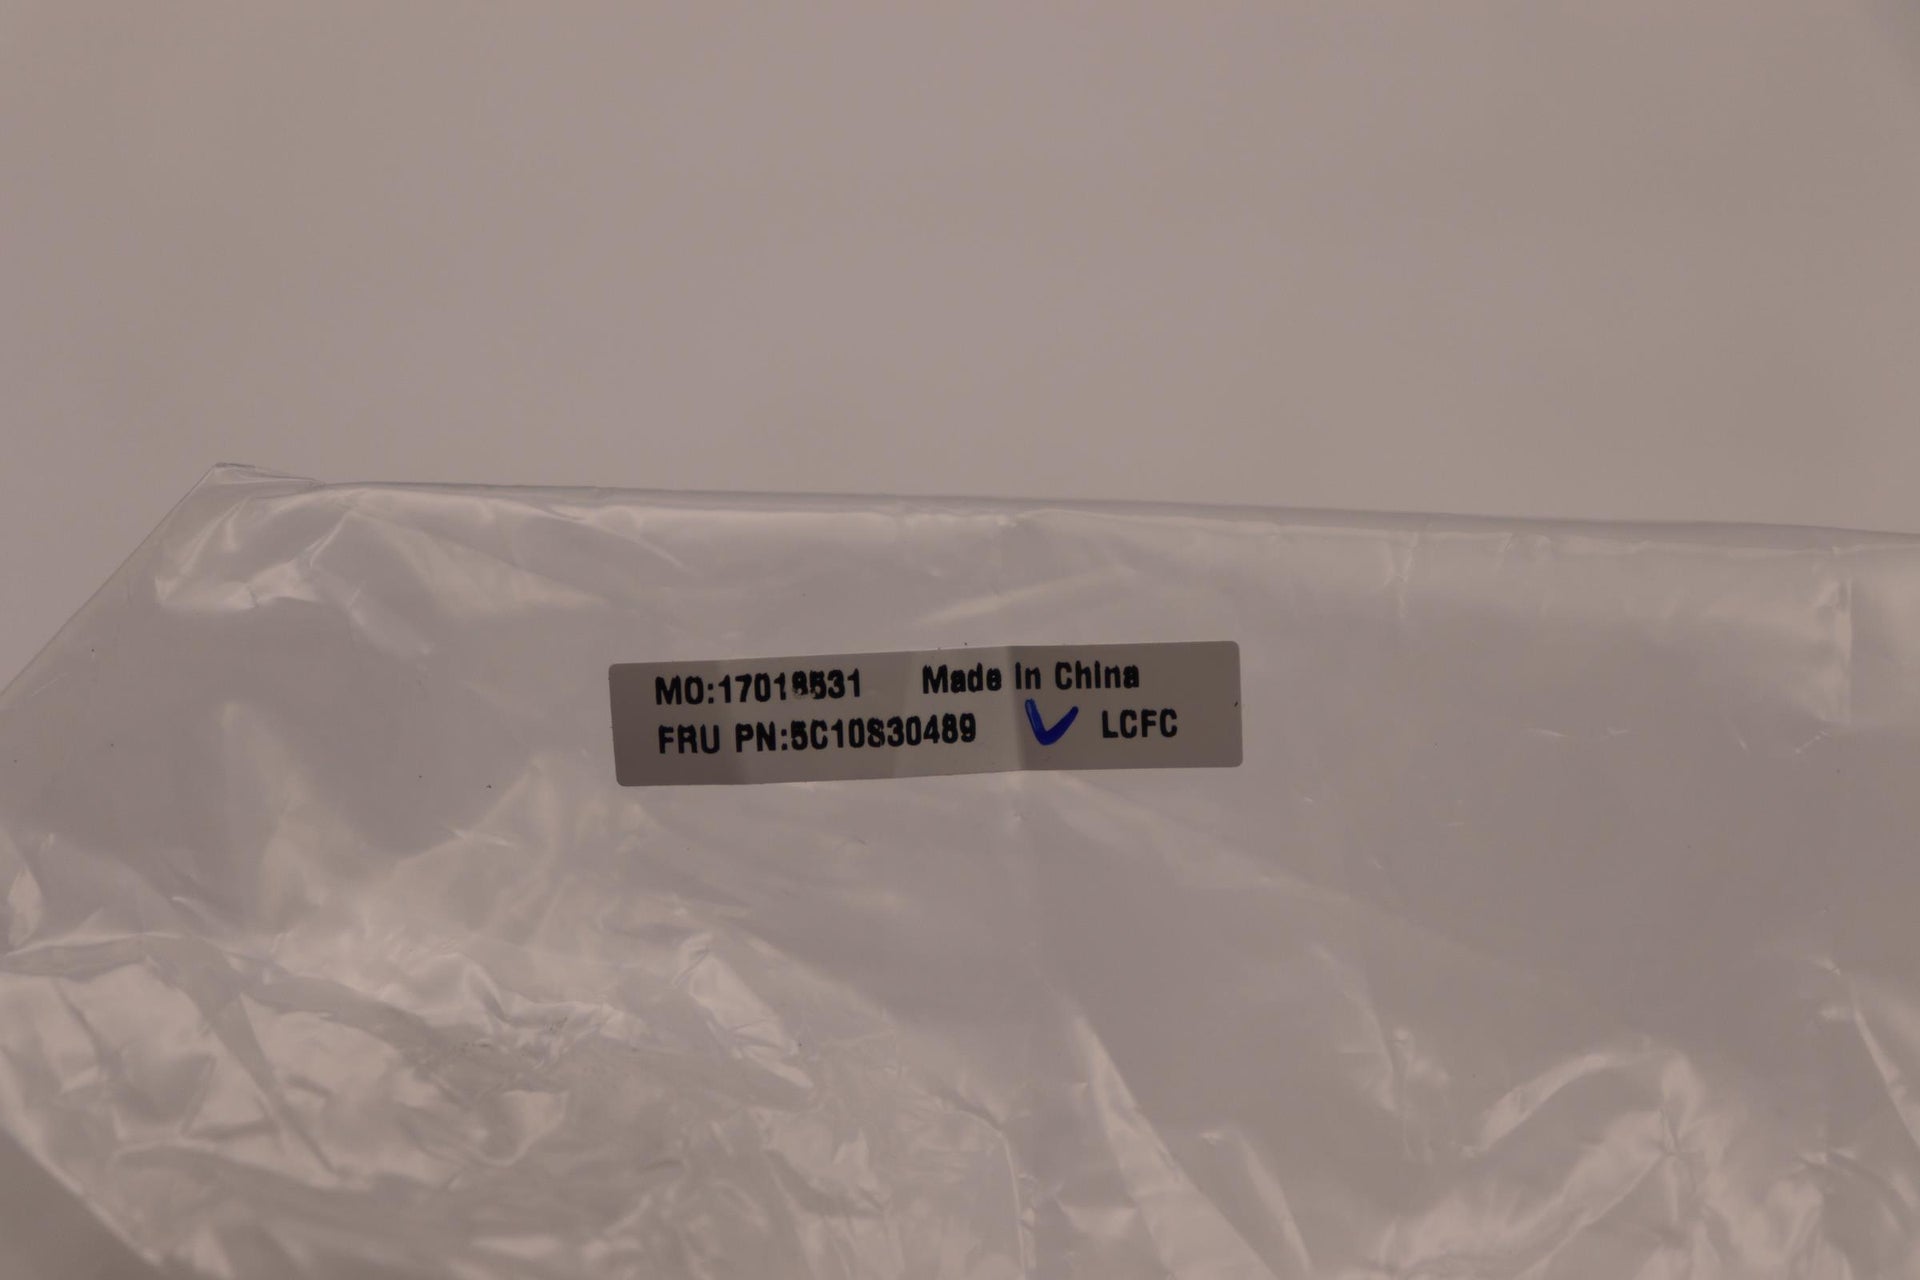 MO:17018531 Made In China
FRU PN:5C10S30489 LCFC